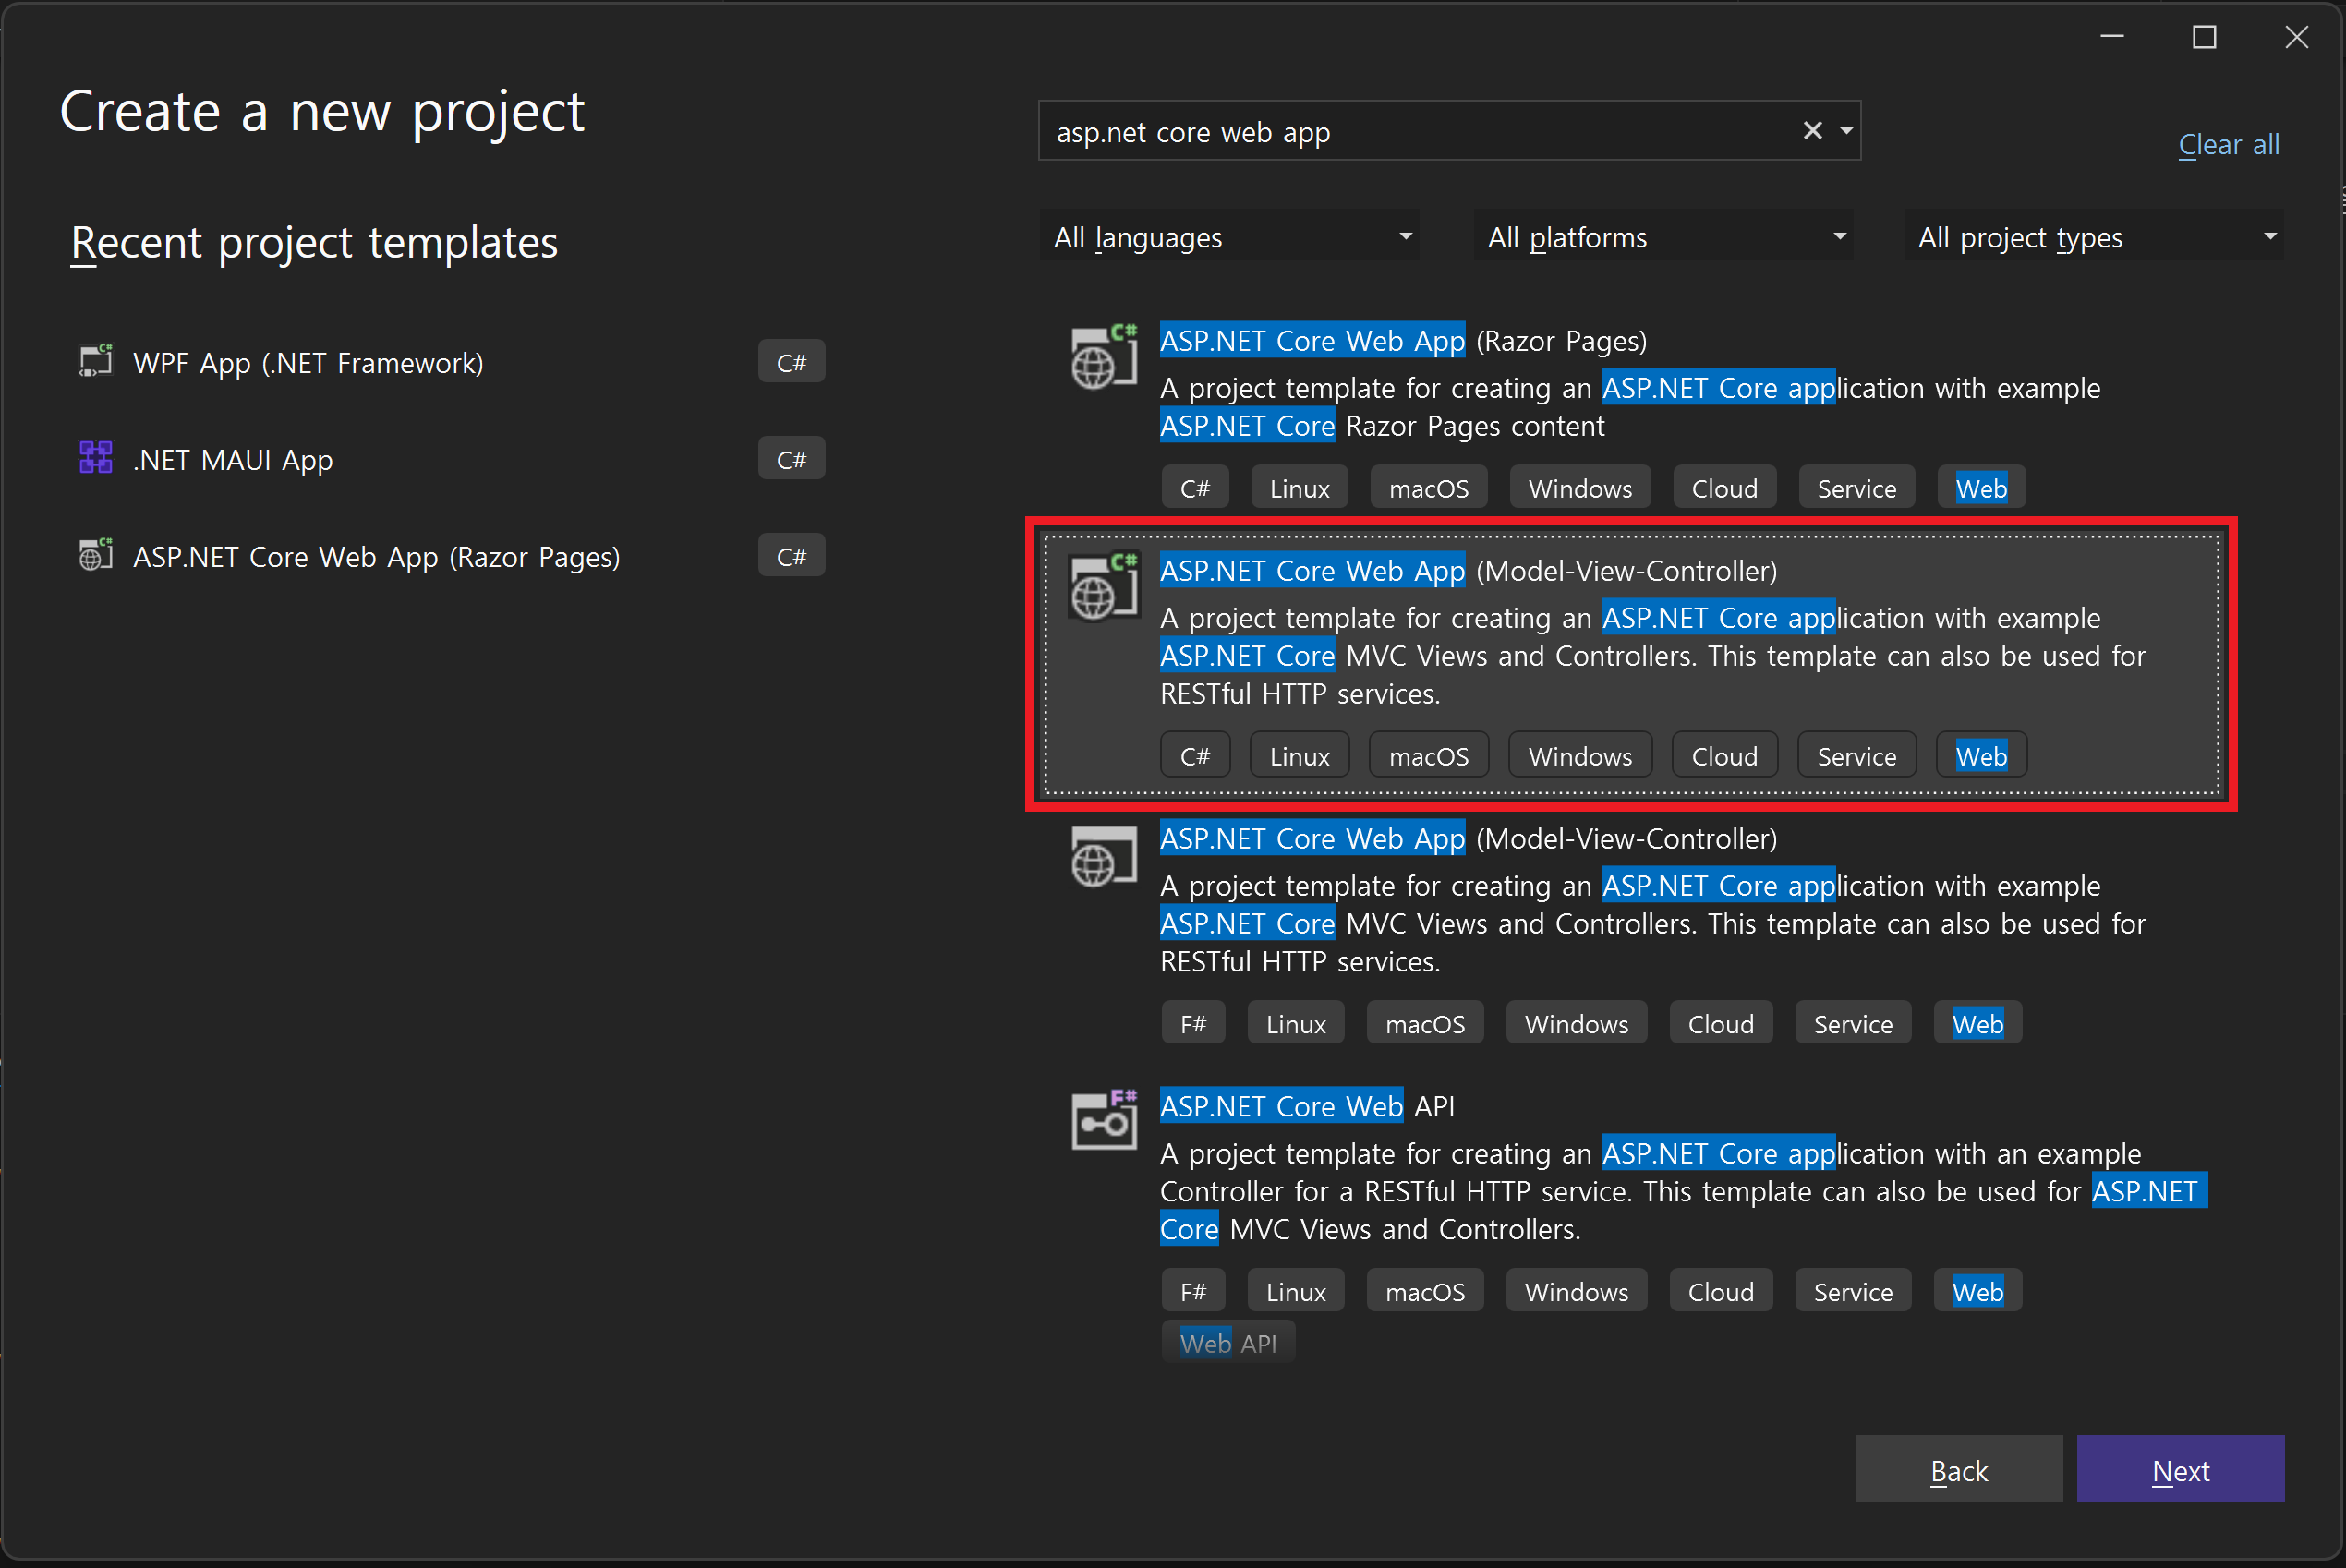 Create a new project
Recent project templates
WPF App (.NET Framework)
C#
.NET MAUI App
C#
ASP.NET Core Web App (Razor Pages)
C#
asp.net core web app
Clear all
All languages
All platforms
All project types
C#
ASP.NET Core Web App (Razor Pages)
A project template for creating an ASP.NET Core application with example
ASP.NET Core Razor Pages content
C# Linux macOS Windows Cloud Service Web
C#
ASP.NET Core Web App (Model-View-Controller)
A project template for creating an ASP.NET Core application with example
ASP.NET Core MVC Views and Controllers. This template can also be used for
RESTful HTTP services.
C# Linux macOS Windows Cloud Service Web
ASP.NET Core Web App (Model-View-Controller)
A project template for creating an ASP.NET Core application with example
ASP.NET Core MVC Views and Controllers. This template can also be used for
RESTful HTTP services.
F# Linux macOS Windows Cloud Service Web
F#
ASP.NET Core Web API
A project template for creating an ASP.NET Core application with an example
Controller for a RESTful HTTP service. This template can also be used for ASP.NET
Core MVC Views and Controllers.
F# Linux macOS Windows Cloud Service Web
Web API
Back
Next